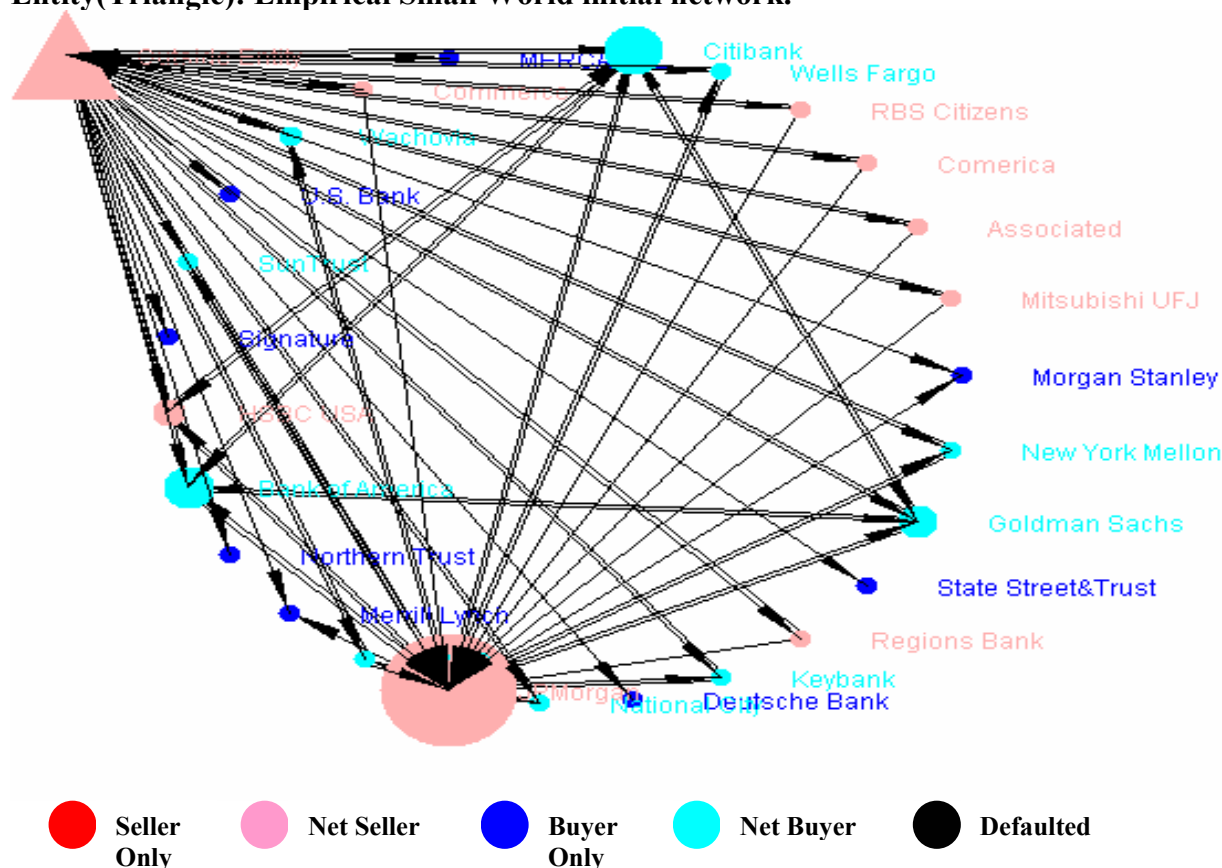 Entity(Triangle): Empirical Small World initial network.
Citibank
Wells Fargo
Commerce
RBS Citizens
Wachovia
Comerica
U.S. Bank
Associated
SunTrust
Mitsubishi UFJ
Signature
Morgan Stanley
HSBC USA
New York Mellon
Bank of America
Goldman Sachs
Northern Trust
State Street&Trust
Merrill Lynch
Regions Bank
Keybank
National City
Deutsche Bank
Seller Only
Net Seller
Buyer Only
Net Buyer
Defaulted